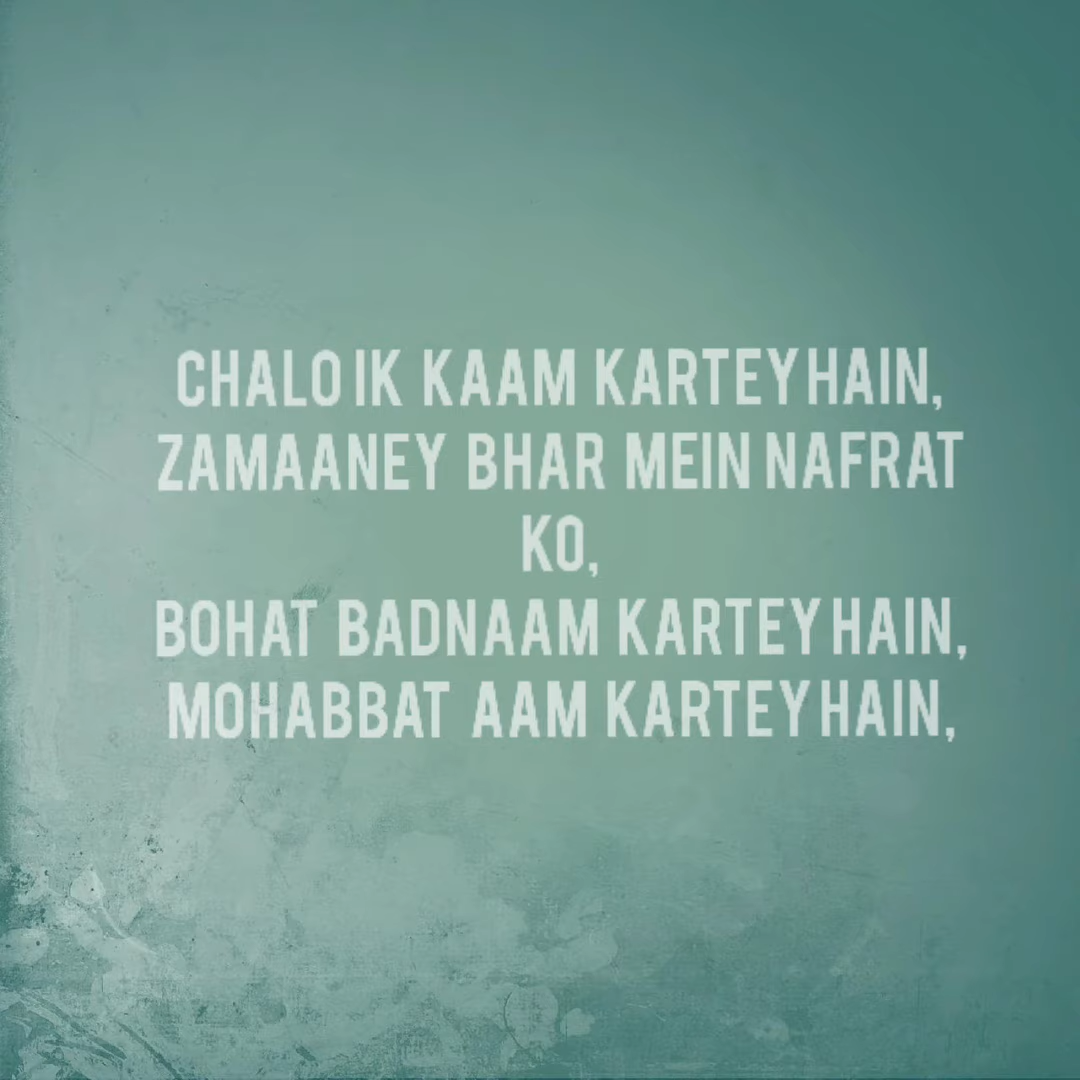 CHALO IK KAAM KARTEY HAIN,
ZAMAANEY BHAR MEIN NAFRAT
KO,
BOHAT BADNAAM KARTEY HAIN,
MOHABBAT AAM KARTEY HAIN,